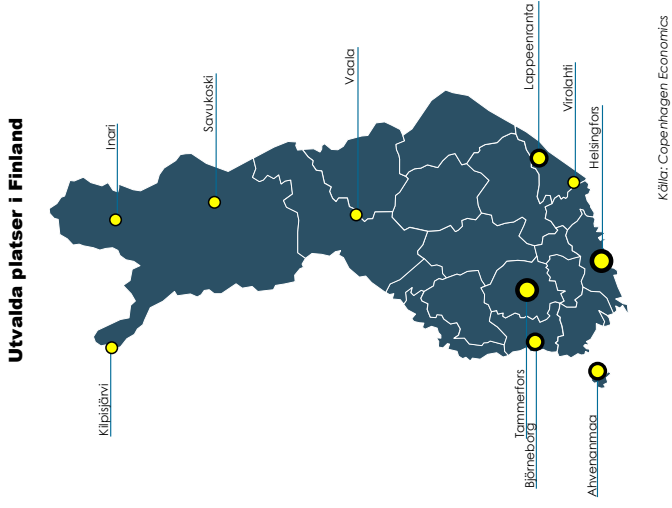 Utvalda platser i Finland
Inari
Savukoski
Vaala
Lappeenranta
Virolahti
Helsingfors
Kilpisjärvi
Tammerfors
Björneborg
Ahvenanmaa
Källa: Copenhagen Economics